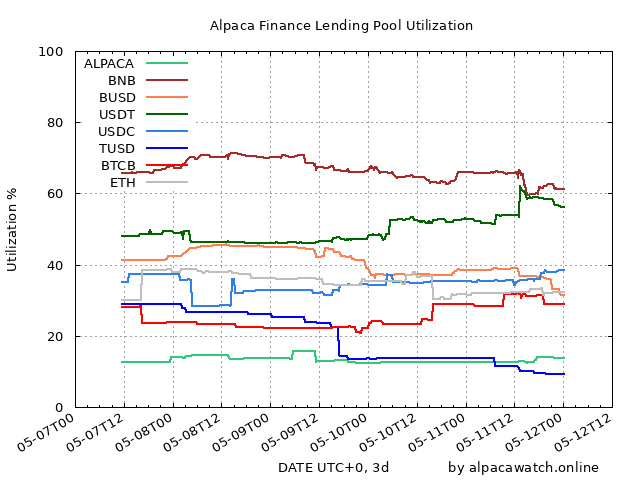 Alpaca Finance Lending Pool Utilization
Utilization %
100
80
60
40
20
0
ALPACA
BNB
BUSD
USDT
USDC
TUSD
BTCB
ETH
05-07T00
05-07T12
05-08T00
05-08T12
05-09T00
05-09T12
05-10T00
05-10T12
05-11T00
05-11T12
05-12T00
05-12T12
DATE UTC+0, 3d
by alpacawatch.online